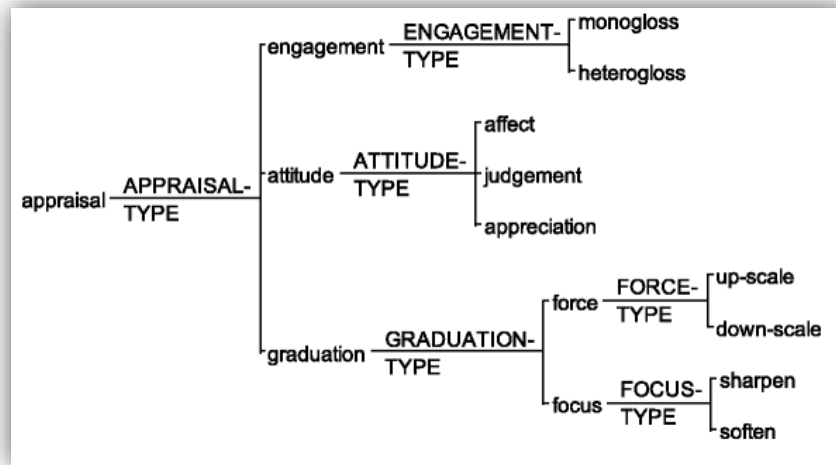 monogloss
engagement ENGAGEMENT-
TYPE
heterogloss
affect
attitude ATTITUDE-
TYPE
judgement
appreciation
appraisal APPRAISAL-
TYPE
up-scale
force FORCE-
TYPE
down-scale
graduation GRADUATION-
TYPE
sharpen
focus FOCUS-
TYPE
soften